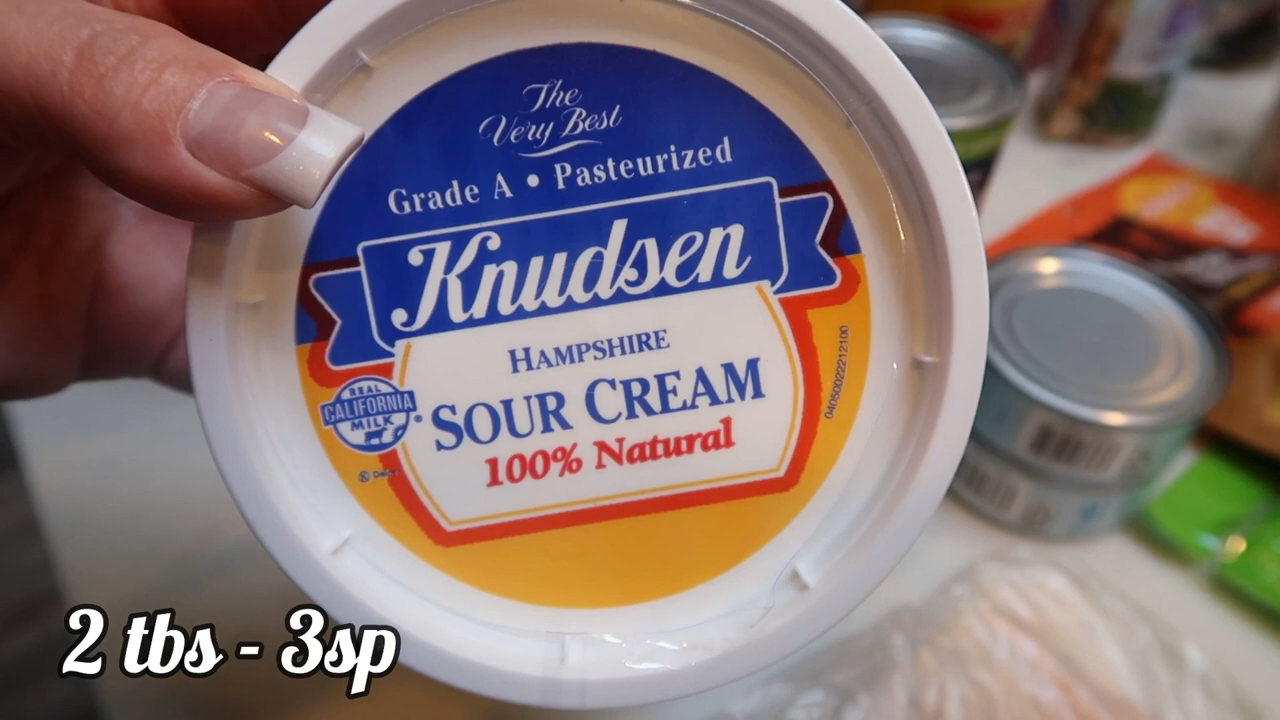 The
Very Best
Grade A • Pasteurized
Knudsen
HAMPSHIRE
SOUR CREAM
100% Natural
REAL
CALIFORNIA
MILK
2 tbs - 3sp